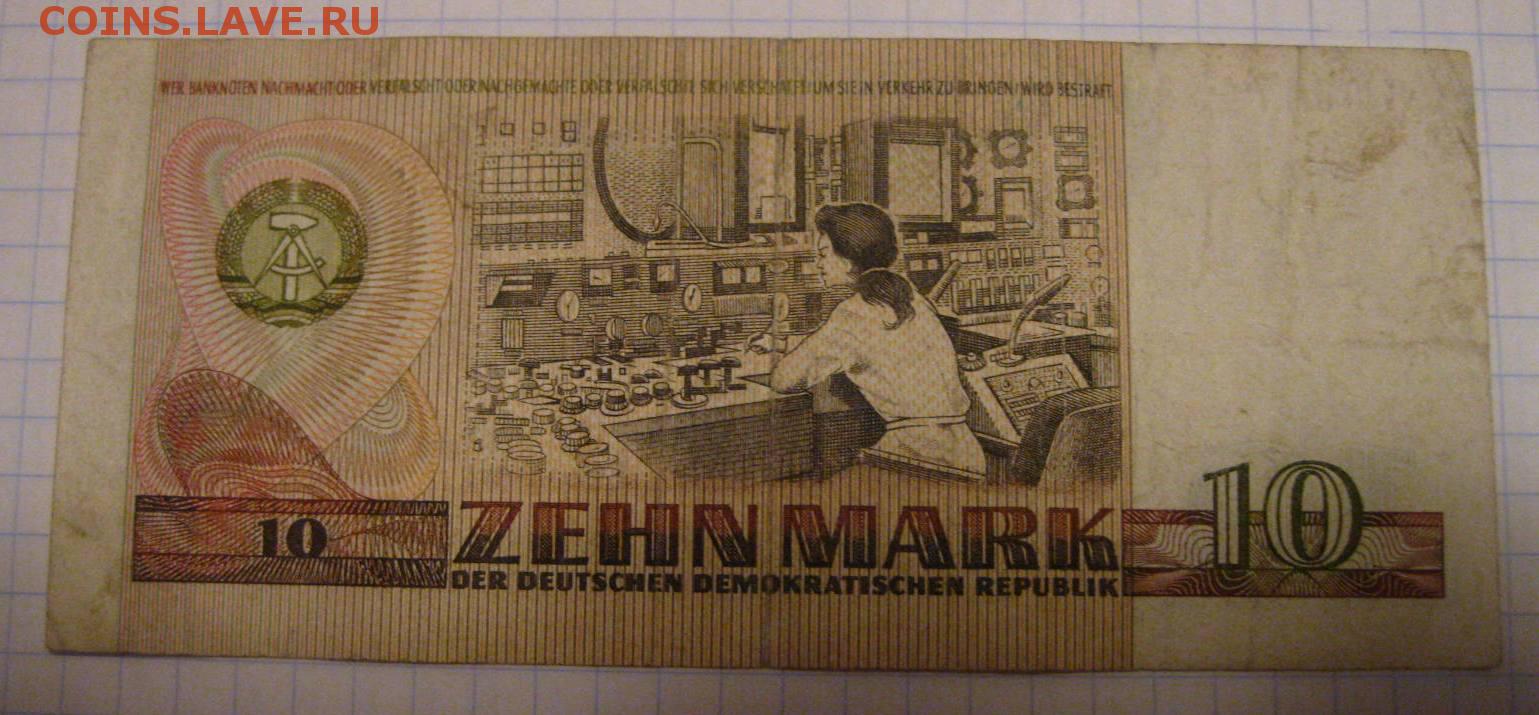 COINS.LAVE.RU
WER BANKNOTEN NACHMACHT ODER VERFÄLSCHT ODER NACHGEMACHTE ODER VERFÄLSCHTE SICH VERSCHAFFT UM SIE IN VERKEHR ZU BRINGEN/WIRD BESTRAFT
10
ZEHN MARK
DER DEUTSCHEN DEMOKRATISCHEN REPUBLIK
10